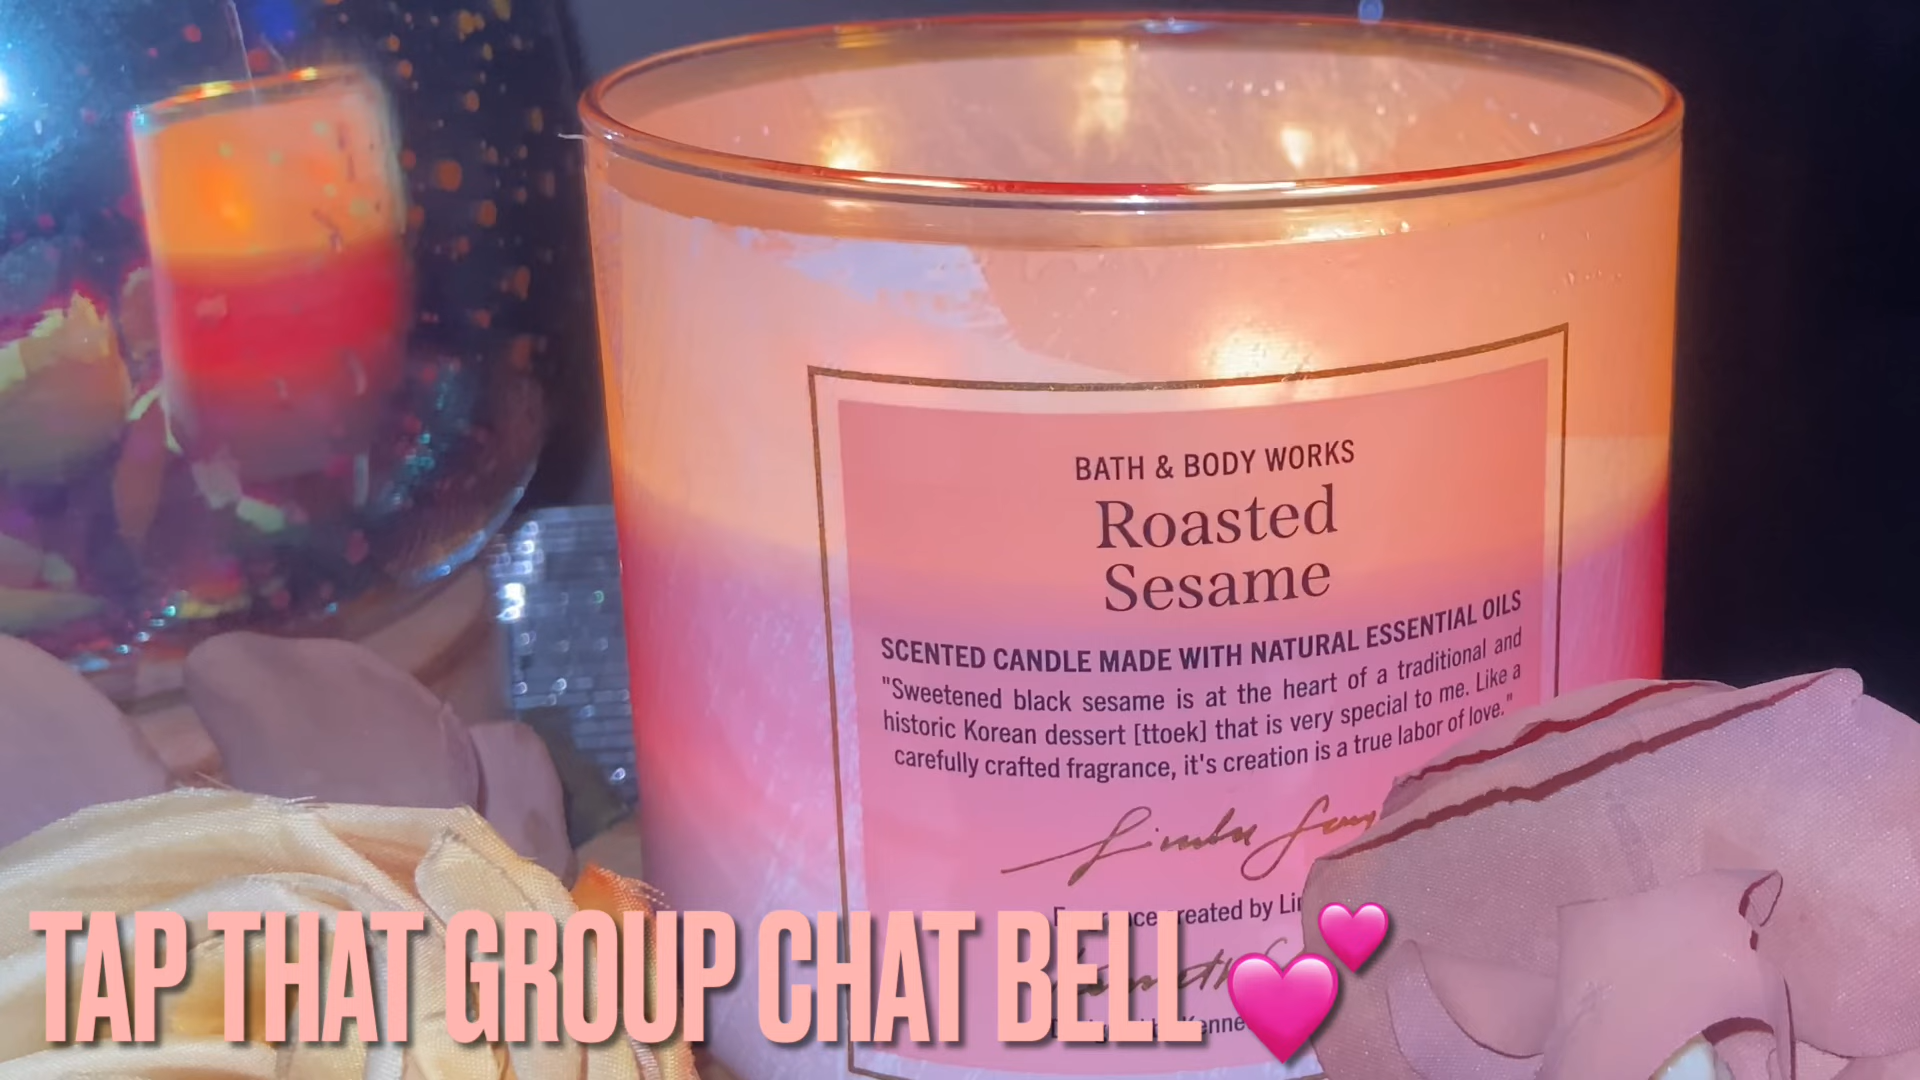 BATH & BODY WORKS
Roasted
Sesame
SCENTED CANDLE MADE WITH NATURAL ESSENTIAL OILS
"Sweetened black sesame is at the heart of a traditional and
historic Korean dessert [ttoek] that is very special to me. Like a
carefully crafted fragrance, it's creation is a true labor of love."
created by
TAP THAT GROUP CHAT BELL 💕